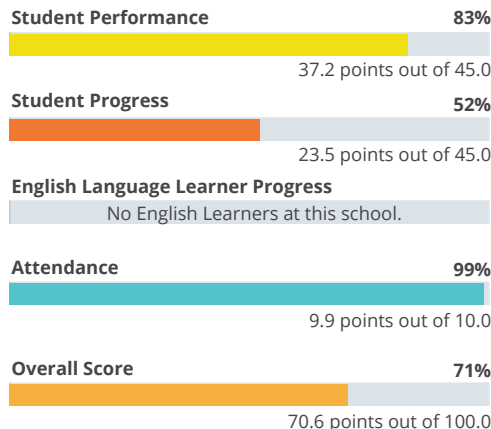 Student Performance 83%
37.2 points out of 45.0
Student Progress 52%
23.5 points out of 45.0
English Language Learner Progress
No English Learners at this school.
Attendance 99%
9.9 points out of 10.0
Overall Score 71%
70.6 points out of 100.0